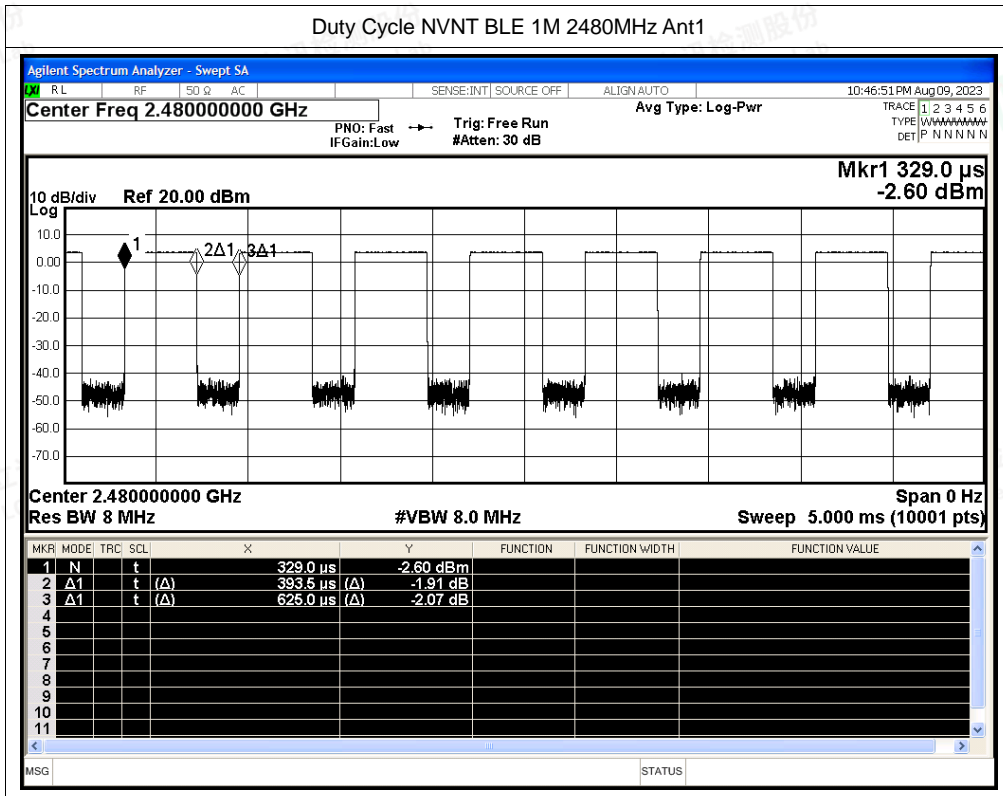 Duty Cycle NVNT BLE 1M 2480MHz Ant1
Agilent Spectrum Analyzer - Swept SA
LXI RL RF 50 Ω AC SENSE:INT SOURCE OFF ALIGN AUTO 10:46:51 PM Aug 09, 2023
Center Freq 2.480000000 GHz
PNO: Fast
IFGain:Low
Trig: Free Run
#Atten: 30 dB
Avg Type: Log-Pwr
TRACE 1 2 3 4 5 6
TYPE WWWWWW
DET P N N N N N
Mkr1 329.0 µs
-2.60 dBm
10 dB/div Ref 20.00 dBm
Log
10.0
0.00
-10.0
-20.0
-30.0
-40.0
-50.0
-60.0
-70.0
1
2Δ1
3Δ1
Center 2.480000000 GHz Span 0 Hz
Res BW 8 MHz #VBW 8.0 MHz Sweep 5.000 ms (10001 pts)
MKR MODE TRC SCL X Y FUNCTION FUNCTION WIDTH FUNCTION VALUE
1 N t 329.0 µs -2.60 dBm
2 Δ1 t (Δ) 393.5 µs (Δ) -1.91 dB
3 Δ1 t (Δ) 625.0 µs (Δ) -2.07 dB
4
5
6
7
8
9
10
11
MSG STATUS